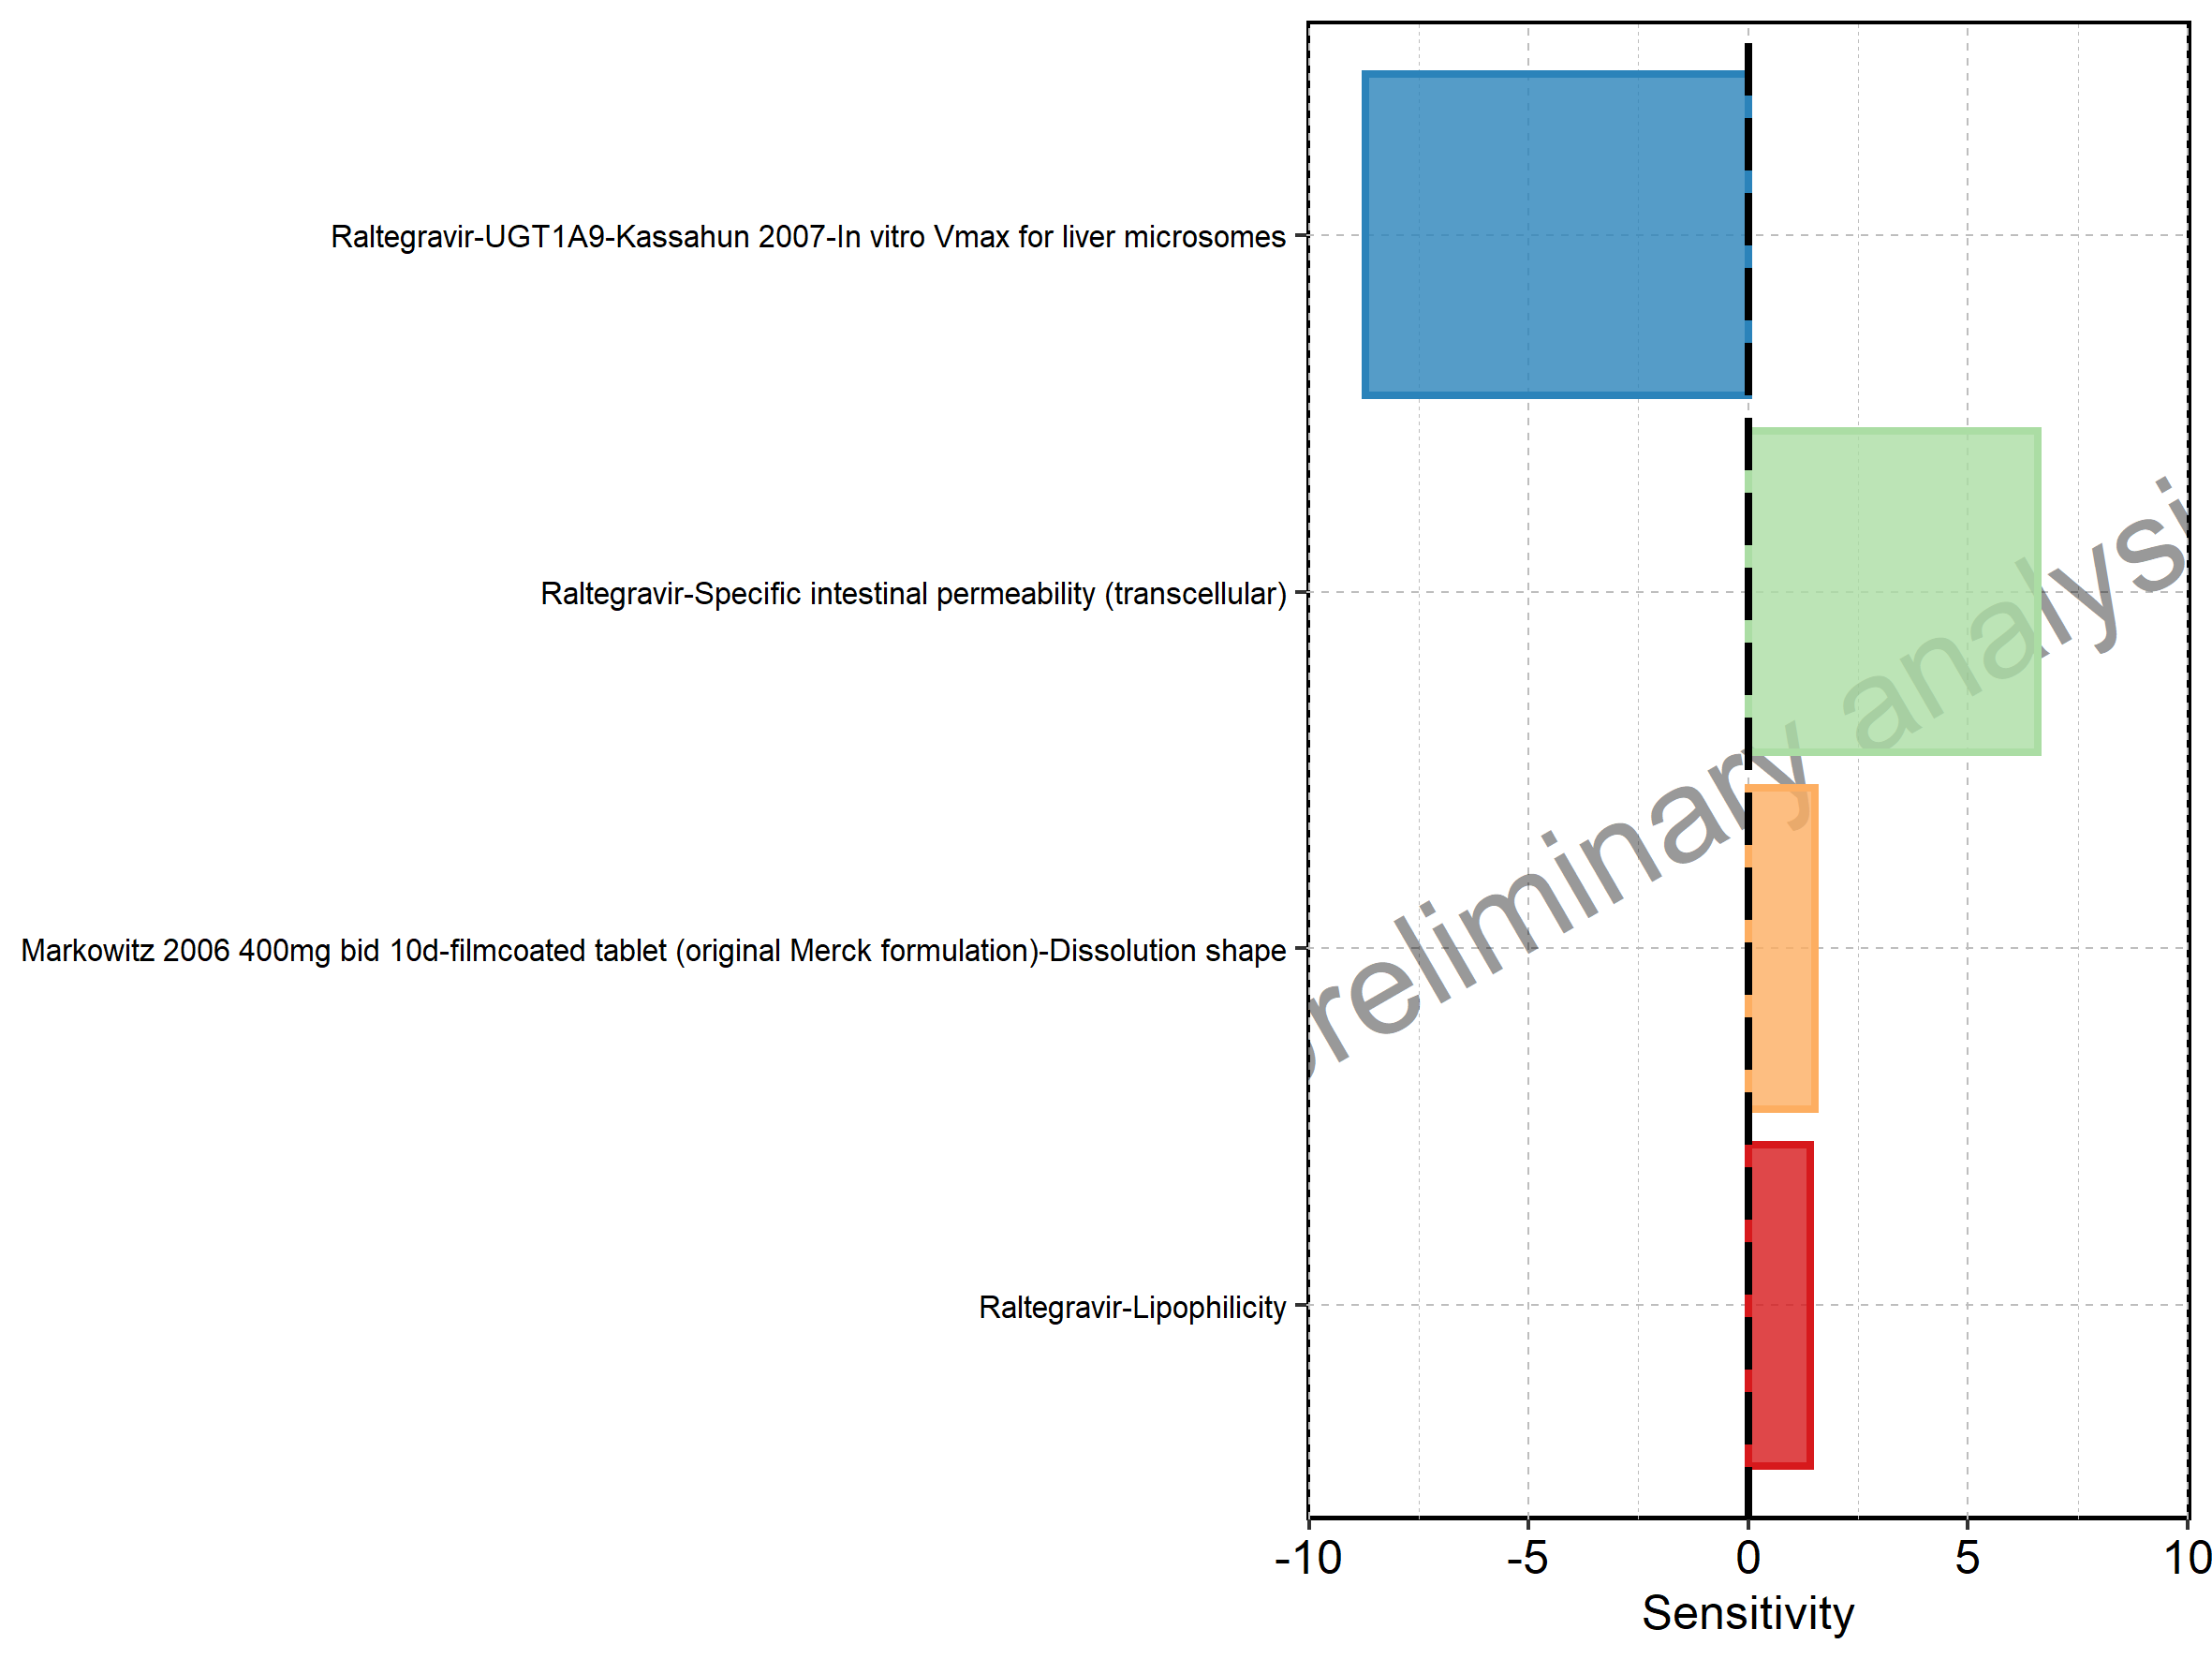 Raltegravir-UGT1A9-Kassahun 2007-In vitro Vmax for liver microsomes
Raltegravir-Specific intestinal permeability (transcellular)
Markowitz 2006 400mg bid 10d-filmcoated tablet (original Merck formulation)-Dissolution shape
Raltegravir-Lipophilicity
preliminary analysi
-10 -5 0 5 10
Sensitivity